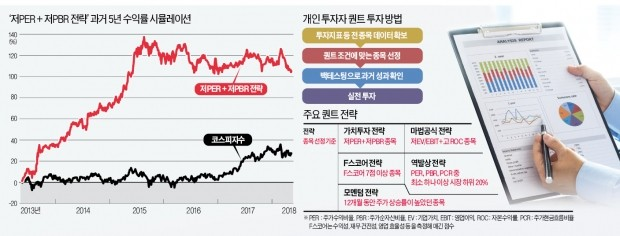 '저PER + 저PBR 전략' 과거 5년 수익률 시뮬레이션
140
(%)
120
100
80
60
40
20
0
저PER + 저PBR 전략
코스피지수
2013년
2014
2015
2016
2017
2018
개인 투자자 퀀트 투자 방법
투자지표 등 전 종목 데이터 확보
퀀트 조건에 맞는 종목 선정
백테스팅으로 과거 성과 확인
실전 투자
주요 퀀트 전략
전략
종목 선정 기준
가치투자 전략
저PER+저PBR 종목
마법공식 전략
저EV/EBIT+고ROC 종목
F스코어 전략
F스코어 7점 이상 종목
역발상 전략
PER, PBR, PCR 중
최소 하나 이상 시장 하위 20%
모멘텀 전략
12개월 동안 주가 상승률이 높았던 종목
※ PER : 주가수익비율, PBR : 주가순자산비율, EV : 기업가치, EBIT : 영업이익, ROC : 자본수익률, PCR : 주가현금흐름비율
F스코어는 수익성, 재무 건전성, 영업 효율성 등을 측정해 매긴 점수
ANALYSIS REPORT